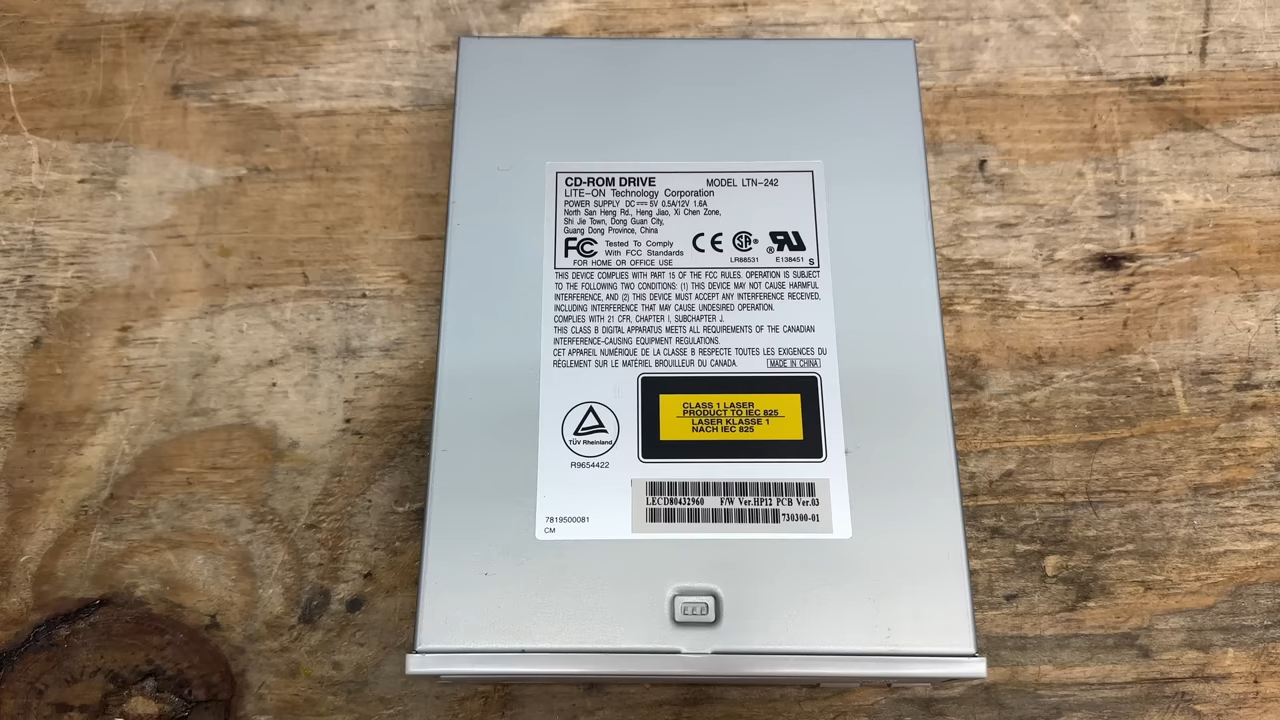 CD-ROM DRIVE MODEL LTN-242
LITE-ON Technology Corporation
POWER SUPPLY DC⎓5V 0.5A/12V 1.6A
North San Heng Rd., Heng Jiao, Xi Chen Zone,
Shi Jie Town, Dong Guan City,
Guang Dong Province, China
FC Tested To Comply
With FCC Standards
FOR HOME OR OFFICE USE
CE
SA ®
LR88531
® RU
E138451 S
THIS DEVICE COMPLIES WITH PART 15 OF THE FCC RULES. OPERATION IS SUBJECT
TO THE FOLLOWING TWO CONDITIONS: (1) THIS DEVICE MAY NOT CAUSE HARMFUL
INTERFERENCE, AND (2) THIS DEVICE MUST ACCEPT ANY INTERFERENCE RECEIVED,
INCLUDING INTERFERENCE THAT MAY CAUSE UNDESIRED OPERATION.
COMPLIES WITH 21 CFR, CHAPTER I, SUBCHAPTER J.
THIS CLASS B DIGITAL APPARATUS MEETS ALL REQUIREMENTS OF THE CANADIAN
INTERFERENCE-CAUSING EQUIPMENT REGULATIONS.
CET APPAREIL NUMÉRIQUE DE LA CLASSE B RESPECTE TOUTES LES EXIGENCES DU
RÈGLEMENT SUR LE MATÉRIEL BROUILLEUR DU CANADA. MADE IN CHINA
TÜV Rheinland
R9654422
CLASS 1 LASER
PRODUCT TO IEC 825
LASER KLASSE 1
NACH IEC 825
LECD80432960 F/W Ver.HP12 PCB Ver.03
730300-01
7819500081
CM